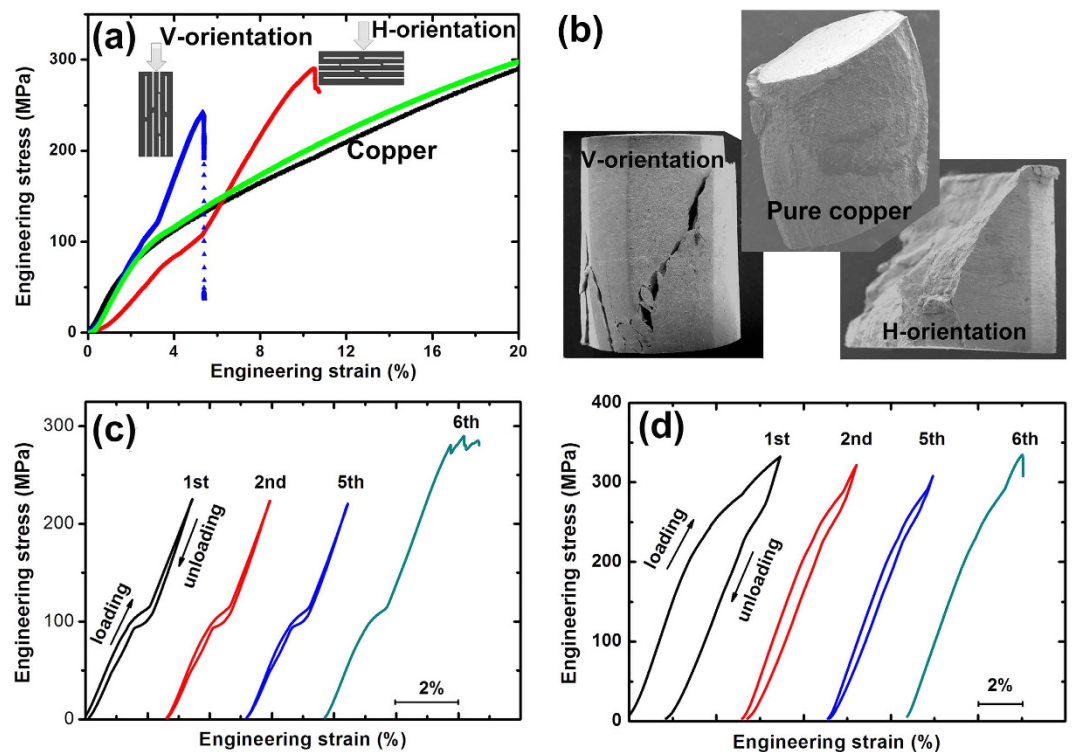 (a)
V-orientation
H-orientation
Copper
300
200
100
0
0
4
8
12
16
20
Engineering stress (MPa)
Engineering strain (%)
(b)
V-orientation
Pure copper
H-orientation
(c)
1st
2nd
5th
6th
loading
unloading
2%
300
200
100
0
Engineering stress (MPa)
Engineering strain (%)
(d)
1st
2nd
5th
6th
loading
unloading
2%
400
300
200
100
0
Engineering stress (MPa)
Engineering strain (%)